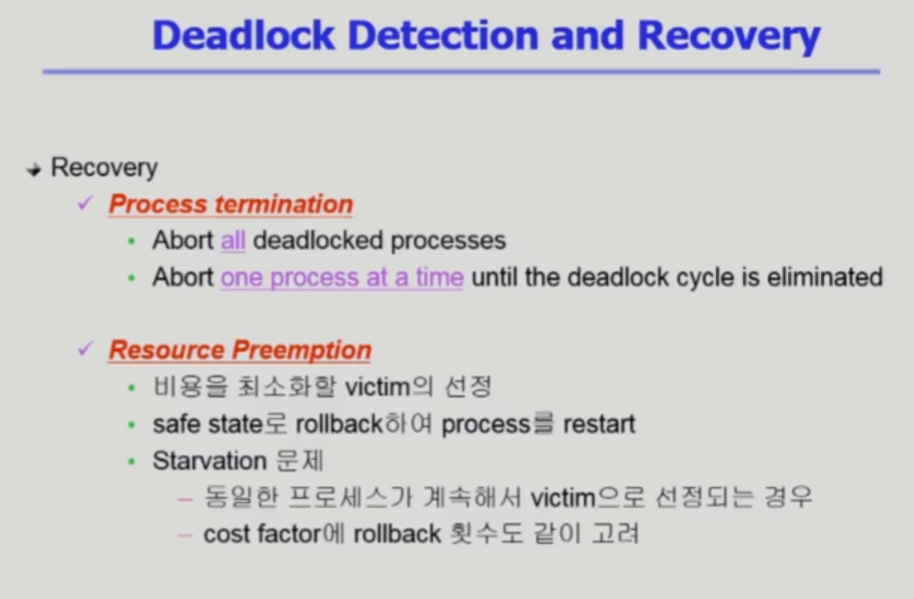 Deadlock Detection and Recovery
Recovery
Process termination
Abort all deadlocked processes
Abort one process at a time until the deadlock cycle is eliminated
Resource Preemption
비용을 최소화할 victim의 선정
safe state로 rollback하여 process를 restart
Starvation 문제
동일한 프로세스가 계속해서 victim으로 선정되는 경우
cost factor에 rollback 횟수도 같이 고려